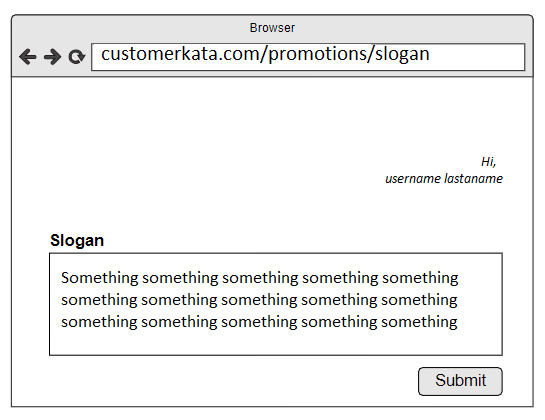 Browser
customerkata.com/promotions/slogan
Hi,
username lastaname
Slogan
Something something something something something
something something something something something
something something something something something
Submit